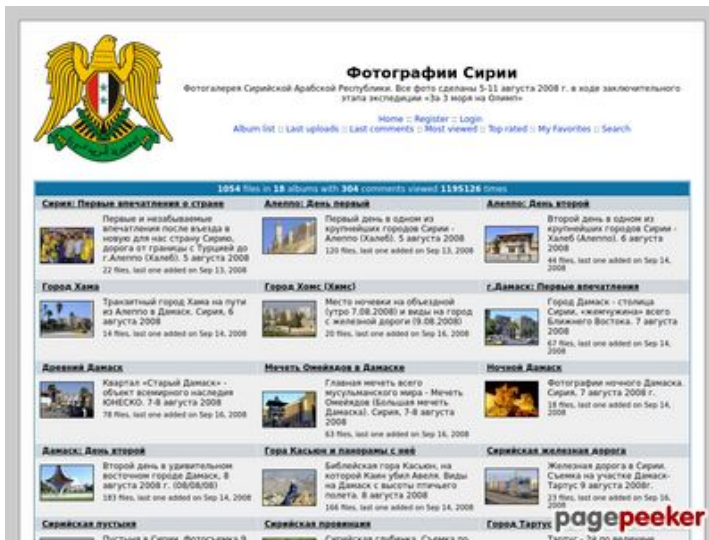 Фотографии Сирии
Фотогалерея Сирийской Арабской Республики. Все фото сделаны 5-11 августа 2008 г. в ходе заключительного
этапа экспедиции «За 3 моря на Олимп»
Home :: Register :: Login
Album list :: Last uploads :: Last comments :: Most viewed :: Top rated :: My Favorites :: Search
1054 files in 18 albums with 304 comments viewed 1195126 times
Сирия: Первые впечатления о стране
Первые и незабываемые
впечатления после въезда в
новую для нас страну Сирию,
дорога от границы с Турцией до
г.Алеппо (Халеб). 5 августа 2008
22 files, last one added on Sep 13, 2008
Алеппо: День первый
Первый день в одном из
крупнейших городов Сирии -
Алеппо (Халеб). 5 августа 2008
120 files, last one added on Sep 13, 2008
Алеппо: День второй
Второй день в одном из
крупнейших городов Сирии -
Халеб (Алеппо). 6 августа
2008
44 files, last one added on Sep 14,
2008
Город Хама
Транзитный город Хама на пути
из Алеппо в Дамаск. Сирия, 6
августа 2008
14 files, last one added on Sep 14, 2008
Город Хомс (Химс)
Место ночевки на объездной
(утро 7.08.2008) и виды на город
с железной дороги (9.08.2008)
20 files, last one added on Sep 16, 2008
г.Дамаск: Первые впечатления
Город Дамаск - столица
Сирии, «жемчужина» всего
Ближнего Востока. 7 августа
2008
67 files, last one added on Sep 14,
2008
Древний Дамаск
Квартал «Старый Дамаск» -
объект всемирного наследия
ЮНЕСКО. 7-8 августа 2008
78 files, last one added on Sep 16, 2008
Мечеть Омейядов в Дамаске
Главная мечеть всего
мусульманского мира - Мечеть
Омейядов (Большая мечеть
Дамаска). Сирия, 7-8 августа
2008
63 files, last one added on Sep 16, 2008
Ночной Дамаск
Фотографии ночного Дамаска.
Сирия, 7 августа 2008 г.
18 files, last one added on Sep 14,
2008
Дамаск: День второй
Второй день в удивительном
восточном городе Дамаск, 8
августа 2008 г. (08/08/08)
183 files, last one added on Sep 14, 2008
Гора Касьюн и панорамы с неё
Библейская гора Касьюн, на
которой Каин убил Авеля. Виды
на Дамаск с высоты птичьего
полета. 8 августа 2008
166 files, last one added on Sep 14, 2008
Сирийская железная дорога
Железная дорога в Сирии.
Съемка на участке Дамаск-
Тартус 9 августа 2008г.
23 files, last one added on Sep 16,
2008
Сирийская пустыня
Сирийская провинция
Город Тартус
pagepeeker